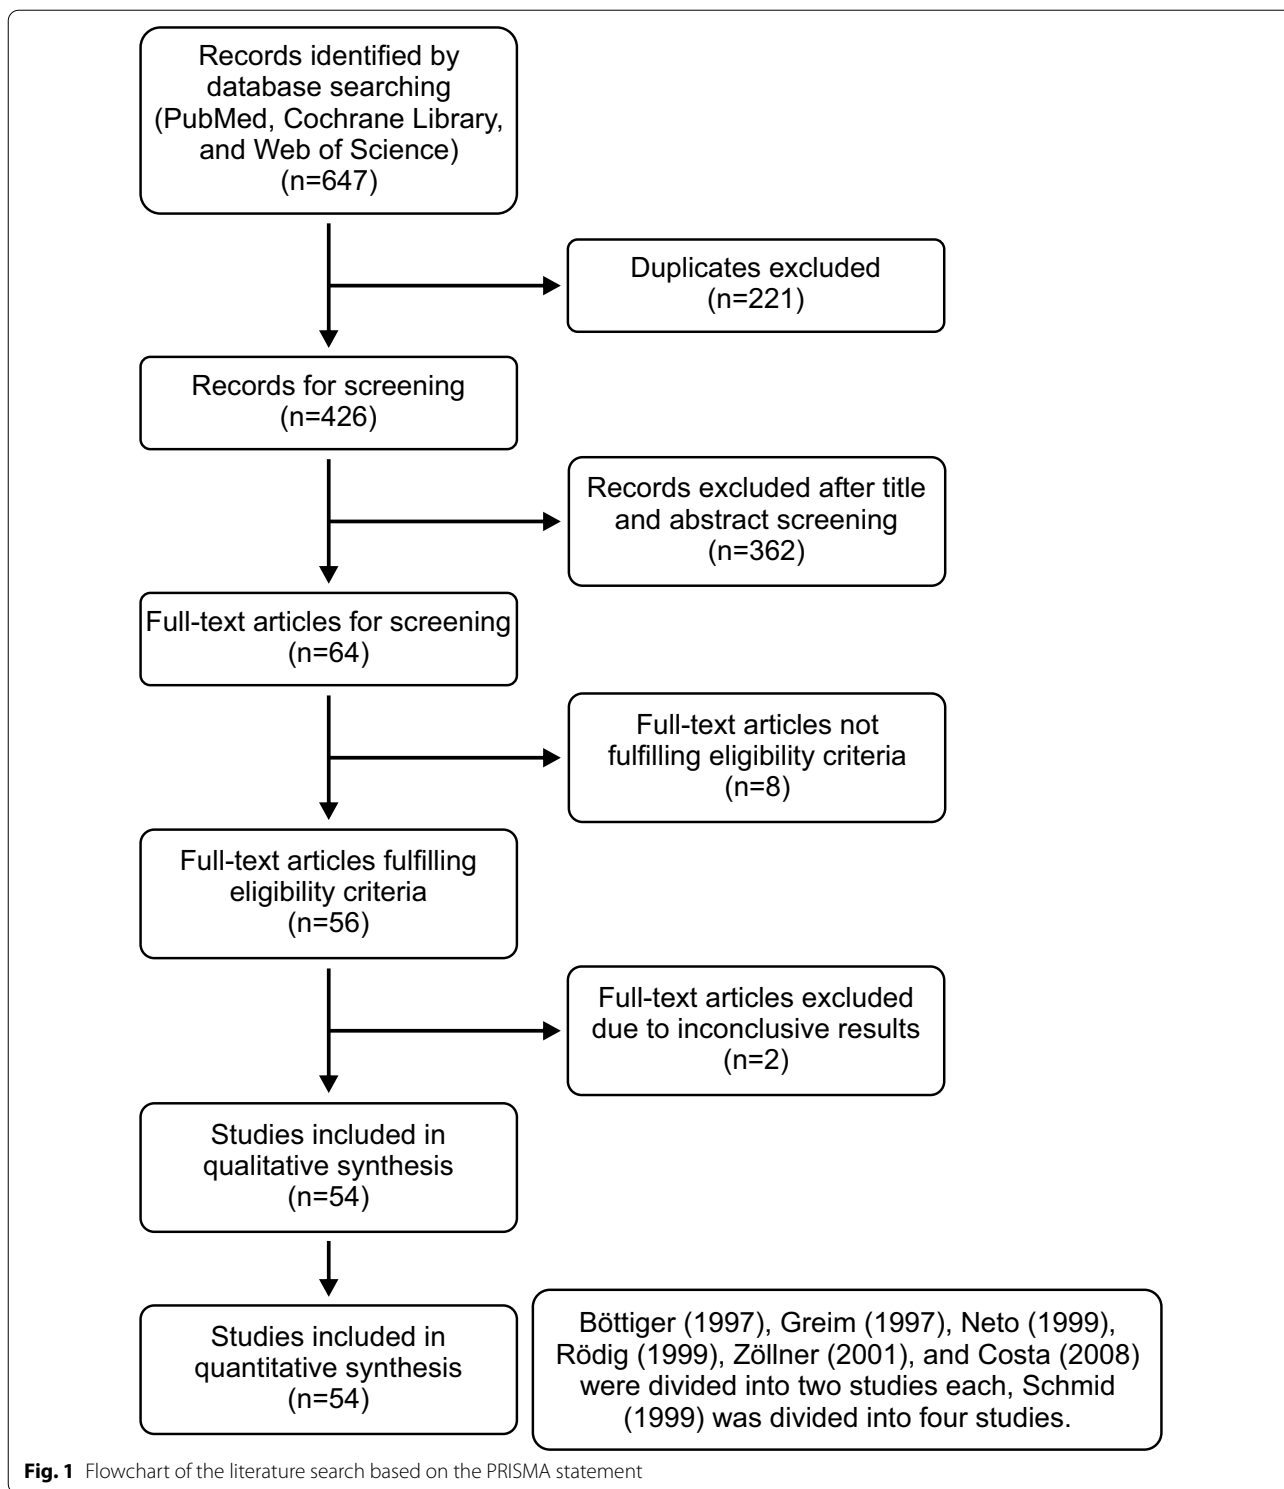 Records identified by
database searching
(PubMed, Cochrane Library,
and Web of Science)
(n=647)
Duplicates excluded
(n=221)
Records for screening
(n=426)
Records excluded after title
and abstract screening
(n=362)
Full-text articles for screening
(n=64)
Full-text articles not
fulfilling eligibility criteria
(n=8)
Full-text articles fulfilling
eligibility criteria
(n=56)
Full-text articles excluded
due to inconclusive results
(n=2)
Studies included in
qualitative synthesis
(n=54)
Studies included in
quantitative synthesis
(n=54)
Böttiger (1997), Greim (1997), Neto (1999),
Rödig (1999), Zöllner (2001), and Costa (2008)
were divided into two studies each, Schmid
(1999) was divided into four studies.
Fig. 1 Flowchart of the literature search based on the PRISMA statement